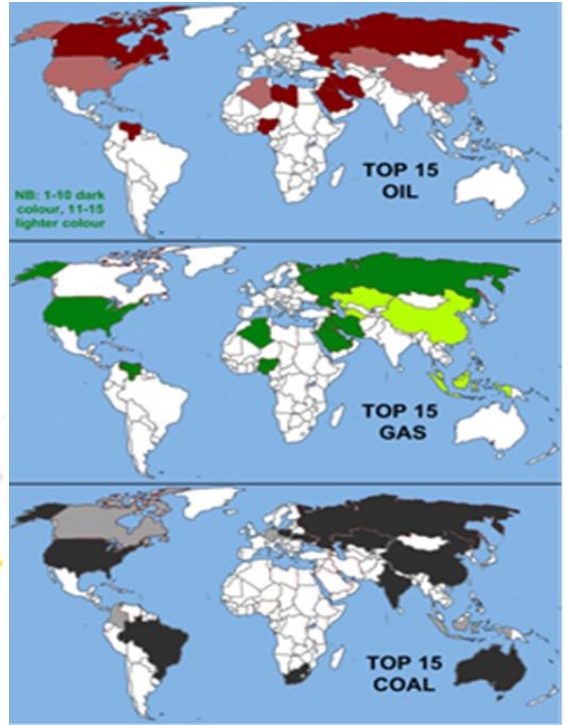 TOP 15
OIL
NB: 1-10 dark
colour, 11-15
lighter colour
TOP 15
GAS
TOP 15
COAL